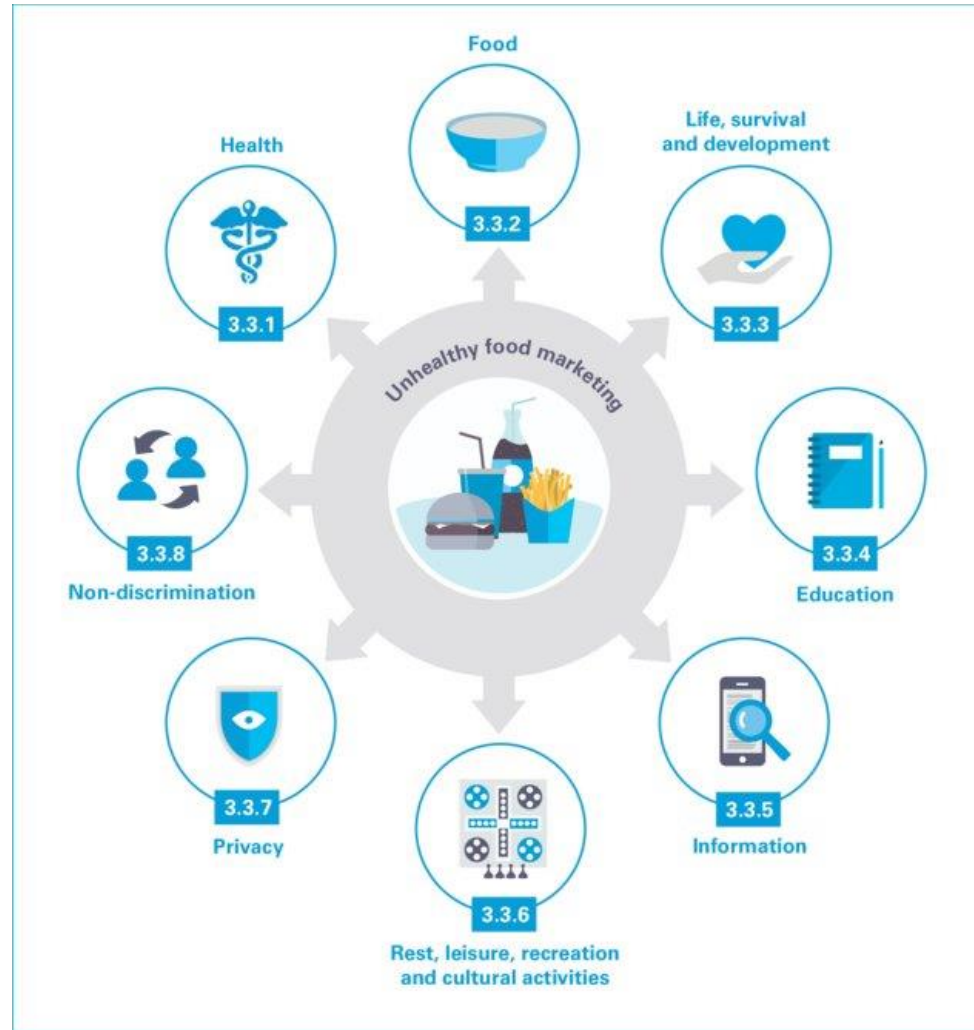 Food
3.3.2
Life, survival
and development
3.3.3
Health
3.3.1
Unhealthy food marketing
3.3.8
Non-discrimination
3.3.4
Education
3.3.7
Privacy
3.3.5
Information
3.3.6
Rest, leisure, recreation
and cultural activities